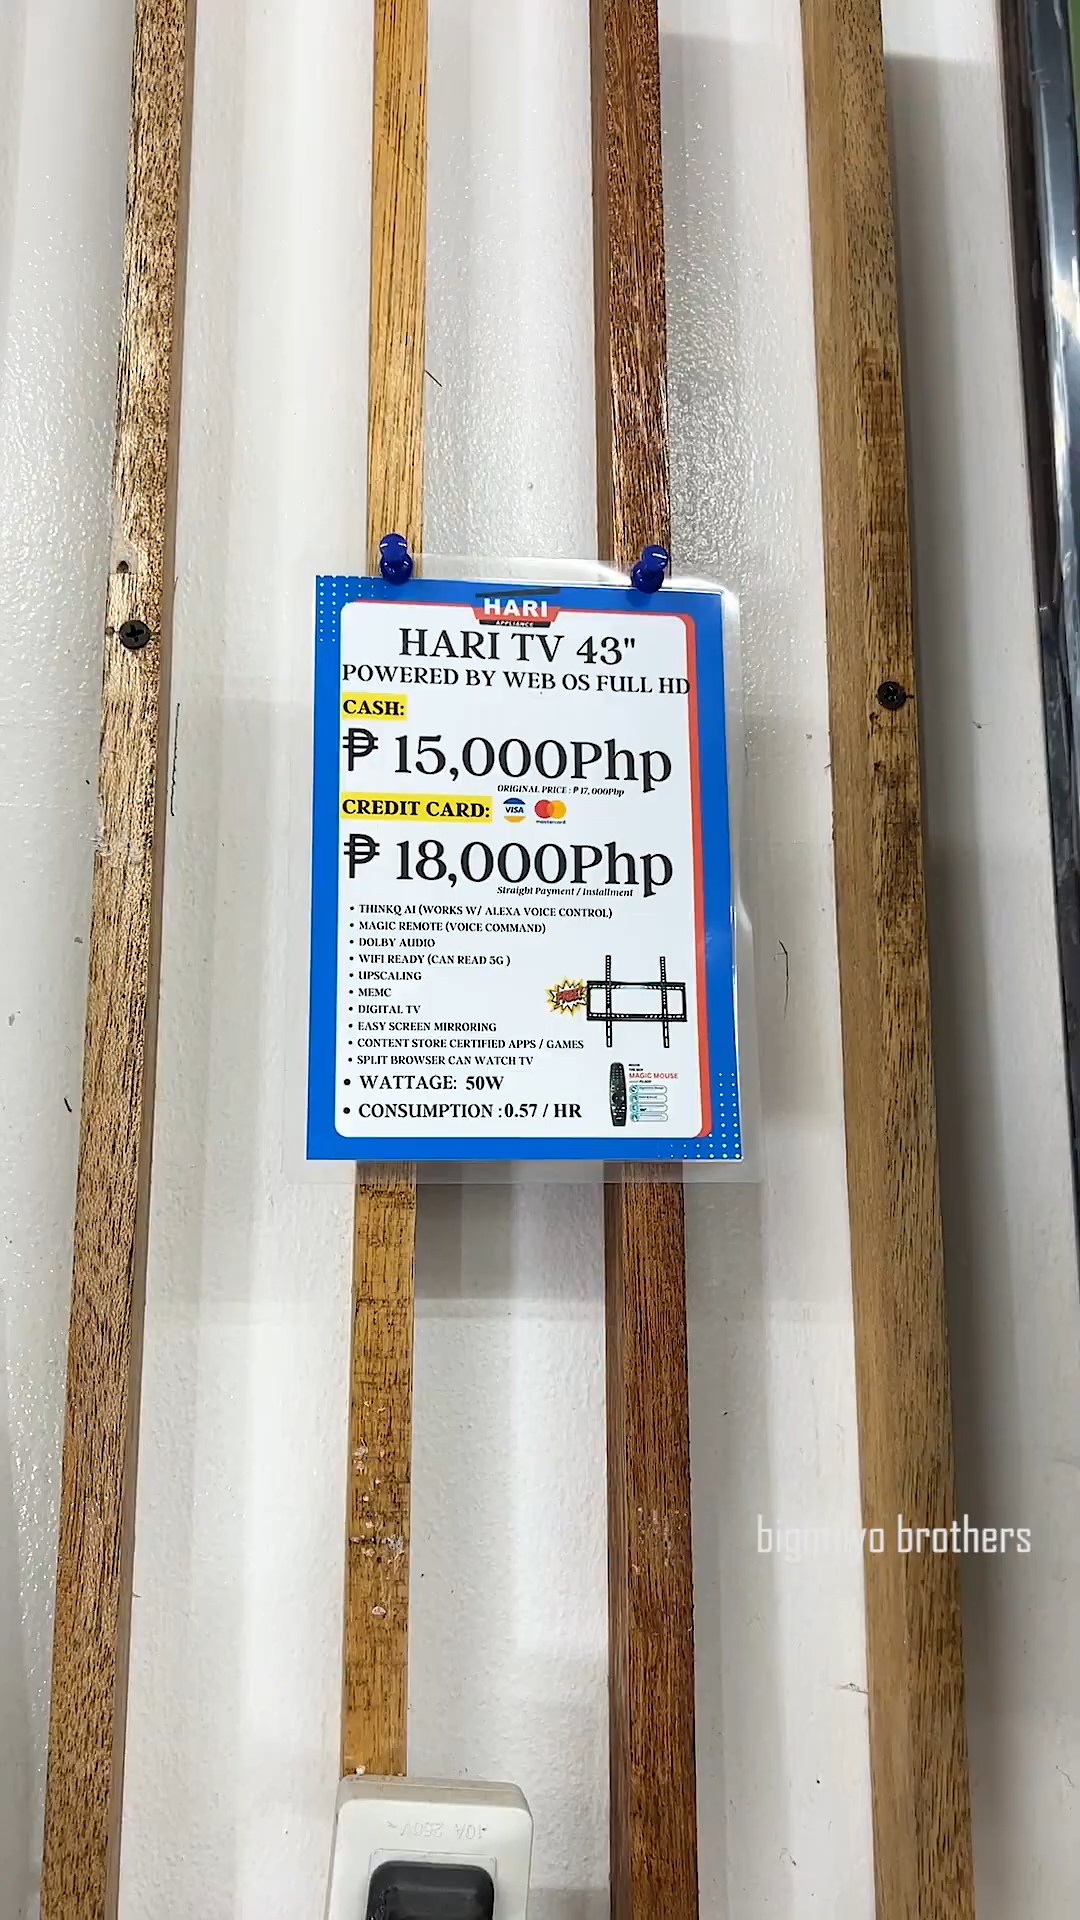 HARI
APPLIANCE
HARI TV 43"
POWERED BY WEB OS FULL HD
CASH:
₱ 15,000Php
ORIGINAL PRICE : ₱ 17, 000Php
CREDIT CARD: VISA mastercard
₱ 18,000Php
Straight Payment / Installment
• THINKQ AI (WORKS W/ ALEXA VOICE CONTROL)
• MAGIC REMOTE (VOICE COMMAND)
• DOLBY AUDIO
• WIFI READY (CAN READ 5G )
• UPSCALING
• MEMC
• DIGITAL TV
FREE!
• EASY SCREEN MIRRORING
• CONTENT STORE CERTIFIED APPS / GAMES
• SPLIT BROWSER CAN WATCH TV
• WATTAGE: 50W
• CONSUMPTION :0.57 / HR
MAGIC MOUSE
brothers
10A 250V~